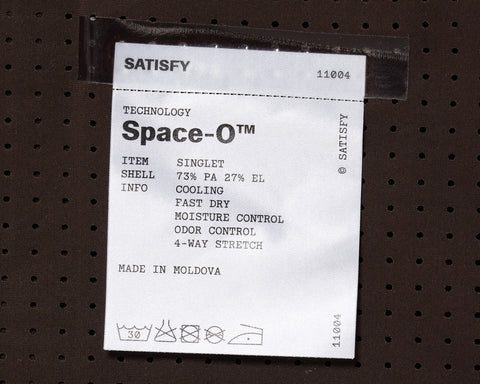 SATISFY
11004
TECHNOLOGY
Space-O™
ITEM SINGLET
SHELL 73% PA 27% EL
INFO COOLING
FAST DRY
MOISTURE CONTROL
ODOR CONTROL
4-WAY STRETCH
MADE IN MOLDOVA
© SATISFY
30
11004